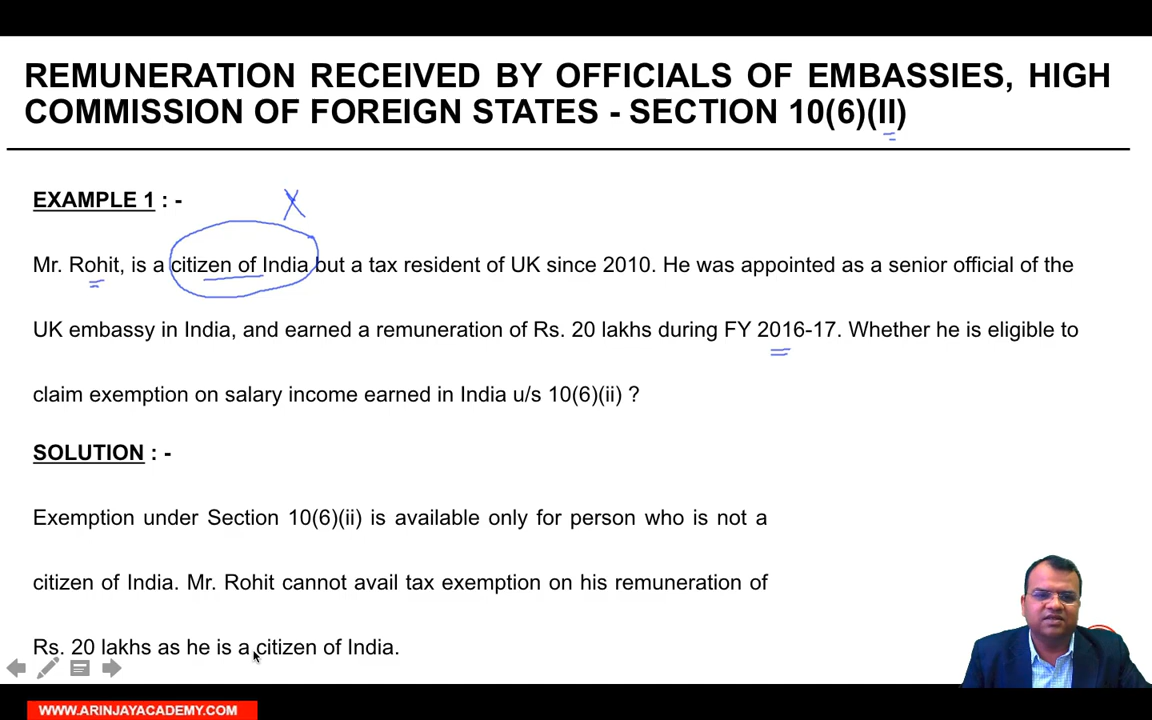 REMUNERATION RECEIVED BY OFFICIALS OF EMBASSIES, HIGH
COMMISSION OF FOREIGN STATES - SECTION 10(6)(II)
EXAMPLE 1 : -
X
Mr. Rohit, is a citizen of India but a tax resident of UK since 2010. He was appointed as a senior official of the
UK embassy in India, and earned a remuneration of Rs. 20 lakhs during FY 2016-17. Whether he is eligible to
claim exemption on salary income earned in India u/s 10(6)(ii) ?
SOLUTION : -
Exemption under Section 10(6)(ii) is available only for person who is not a
citizen of India. Mr. Rohit cannot avail tax exemption on his remuneration of
Rs. 20 lakhs as he is a citizen of India.
WWW.ARINJAYACADEMY.COM